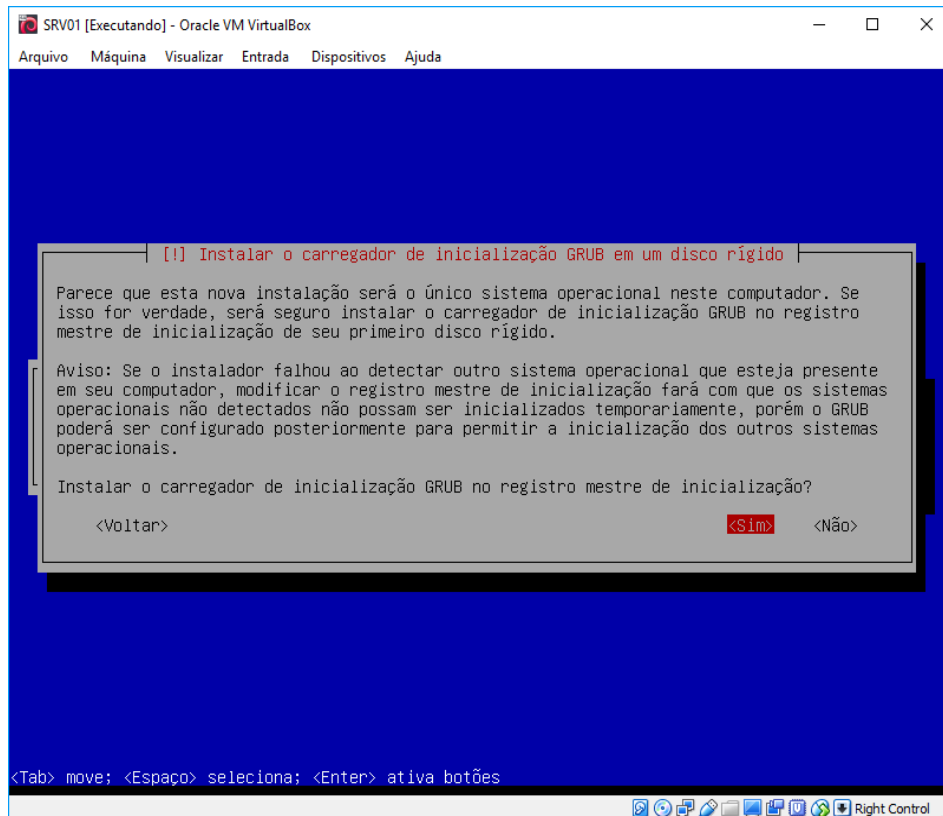 SRV01 [Executando] - Oracle VM VirtualBox
Arquivo Máquina Visualizar Entrada Dispositivos Ajuda
[!] Instalar o carregador de inicialização GRUB em um disco rígido
Parece que esta nova instalação será o único sistema operacional neste computador. Se
isso for verdade, será seguro instalar o carregador de inicialização GRUB no registro
mestre de inicialização de seu primeiro disco rígido.
Aviso: Se o instalador falhou ao detectar outro sistema operacional que esteja presente
em seu computador, modificar o registro mestre de inicialização fará com que os sistemas
operacionais não detectados não possam ser inicializados temporariamente, porém o GRUB
poderá ser configurado posteriormente para permitir a inicialização dos outros sistemas
operacionais.
Instalar o carregador de inicialização GRUB no registro mestre de inicialização?
<Voltar> <Sim> <Não>
<Tab> move; <Espaço> seleciona; <Enter> ativa botões
Right Control